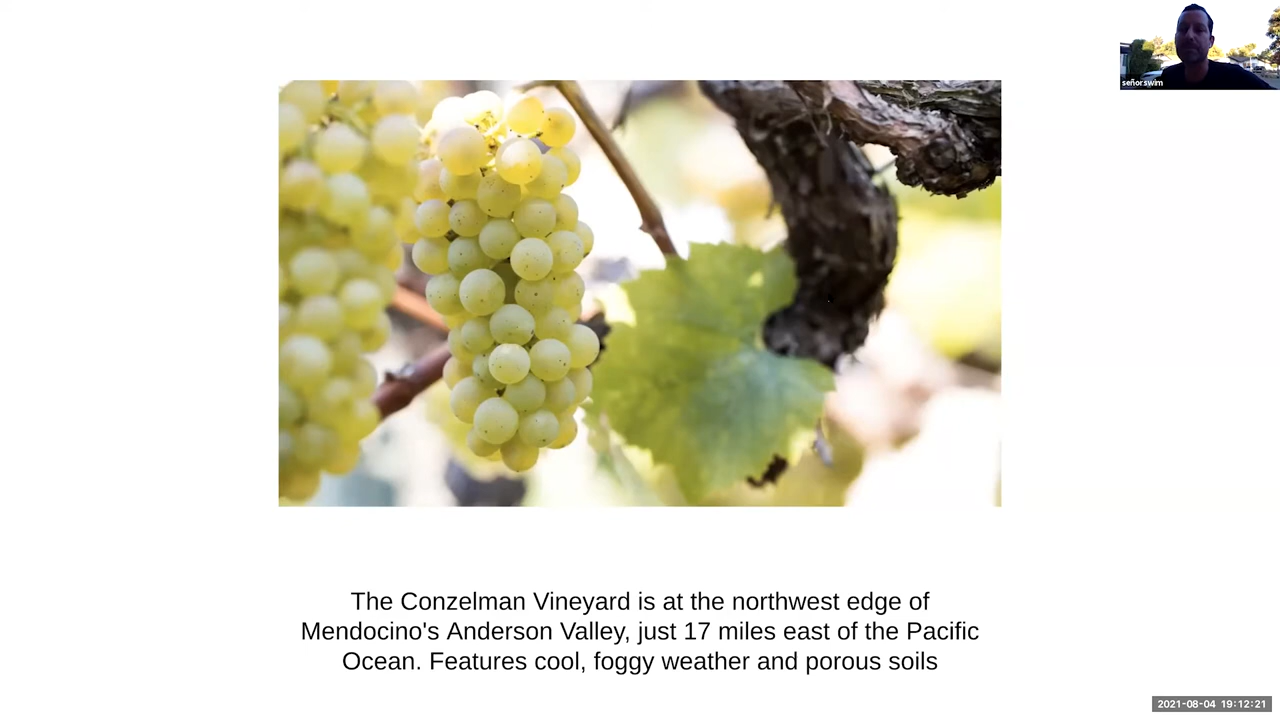 señorswim
The Conzelman Vineyard is at the northwest edge of
Mendocino's Anderson Valley, just 17 miles east of the Pacific
Ocean. Features cool, foggy weather and porous soils
2021-08-04 19:12:21